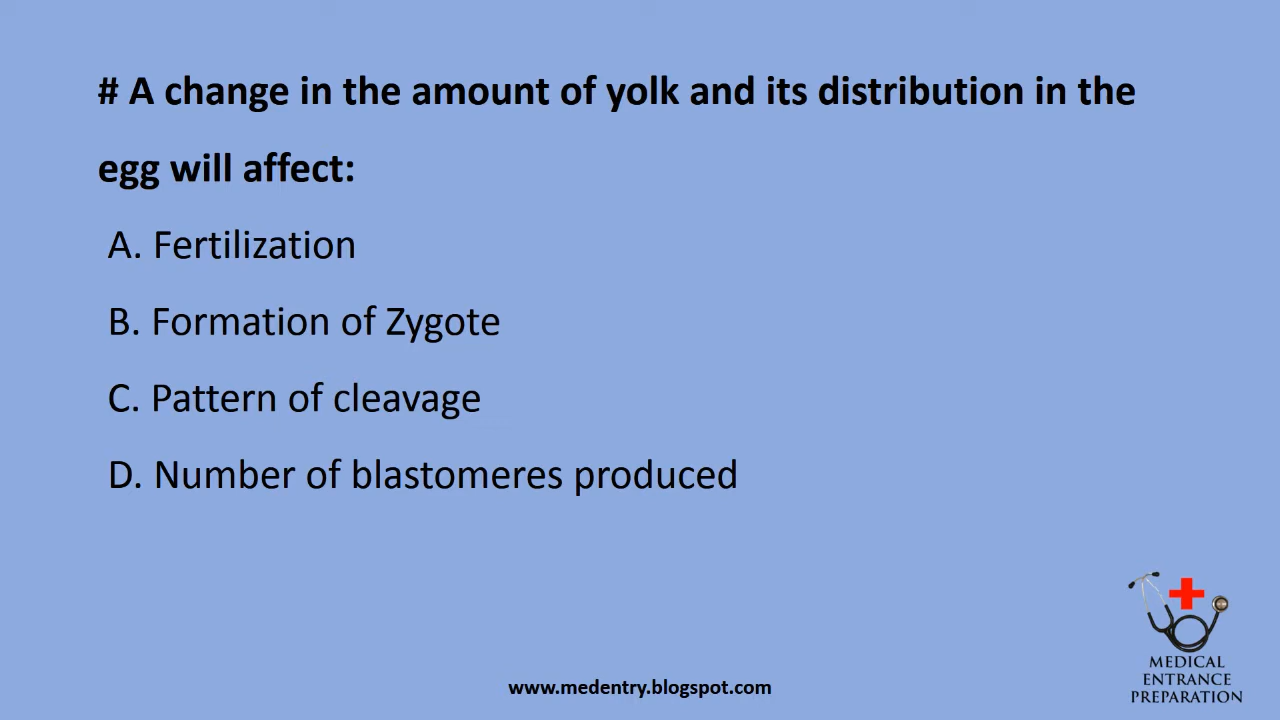 # A change in the amount of yolk and its distribution in the
egg will affect:
A. Fertilization
B. Formation of Zygote
C. Pattern of cleavage
D. Number of blastomeres produced
www.medentry.blogspot.com
MEDICAL
ENTRANCE
PREPARATION